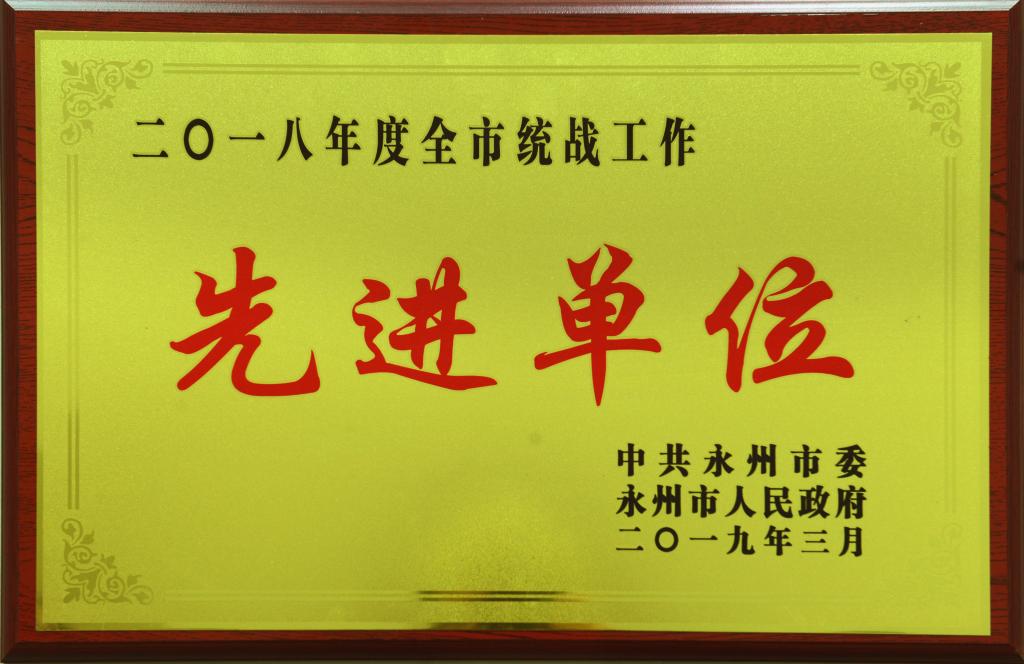 二〇一八年度全市统战工作
先进单位
中共永州市委
永州市人民政府
二〇一九年三月